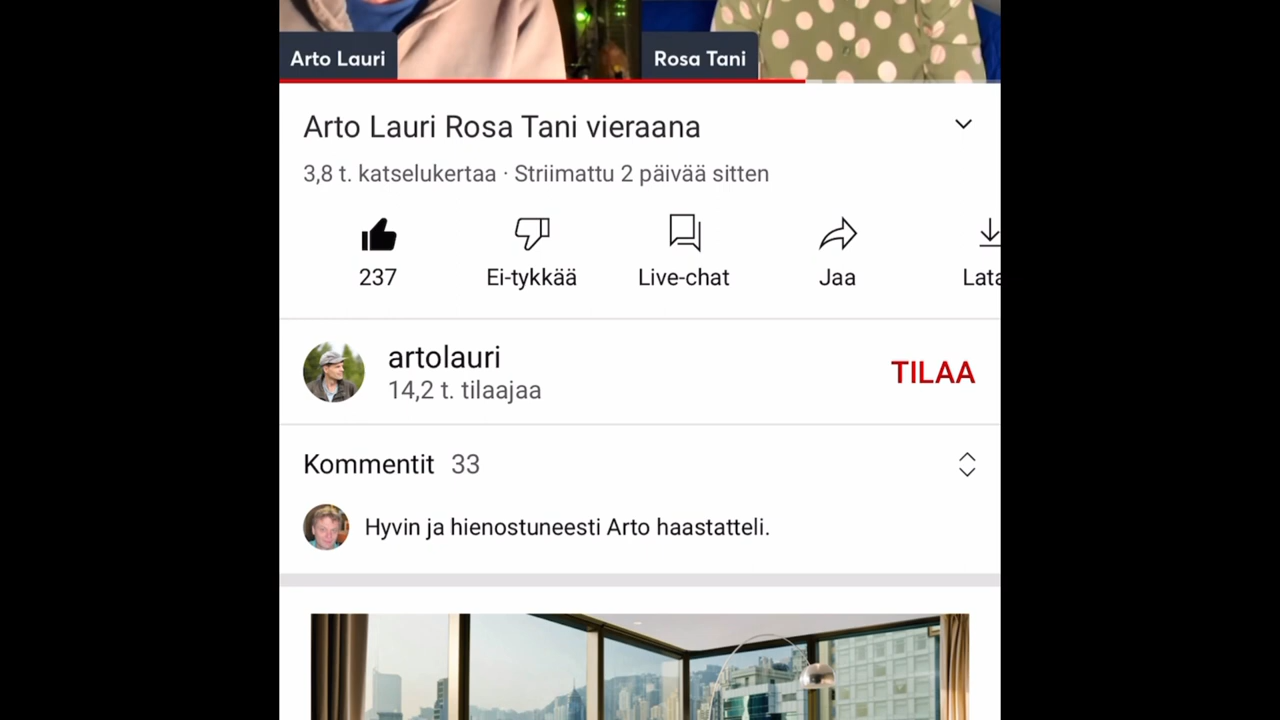 Arto Lauri
Rosa Tani
Arto Lauri Rosa Tani vieraana
3,8 t. katselukertaa · Striimattu 2 päivää sitten
237
Ei-tykkää
Live-chat
Jaa
Lata
artolauri
14,2 t. tilaajaa
TILAA
Kommentit 33
Hyvin ja hienostuneesti Arto haastatteli.